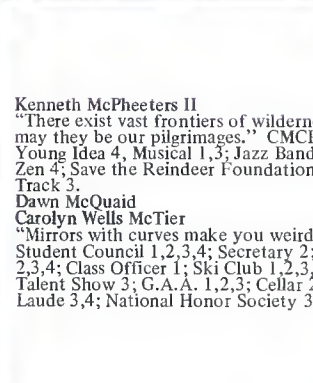 Kenneth McPheeters II
“There exist vast frontiers of wildern
may they be our pilgrimages.” CMCE
Young Idea 4, Musical 1,3; Jazz Band
Zen 4; Save the Reindeer Foundation
Track 3.
Dawn McQuaid
Carolyn Wells McTier
“Mirrors with curves make you weird
Student Council 1,2,3,4; Secretary 2;
2,3,4; Class Officer 1; Ski Club 1,2,3,
Talent Show 3; G.A.A. 1,2,3; Cellar 2
Laude 3,4; National Honor Society 3